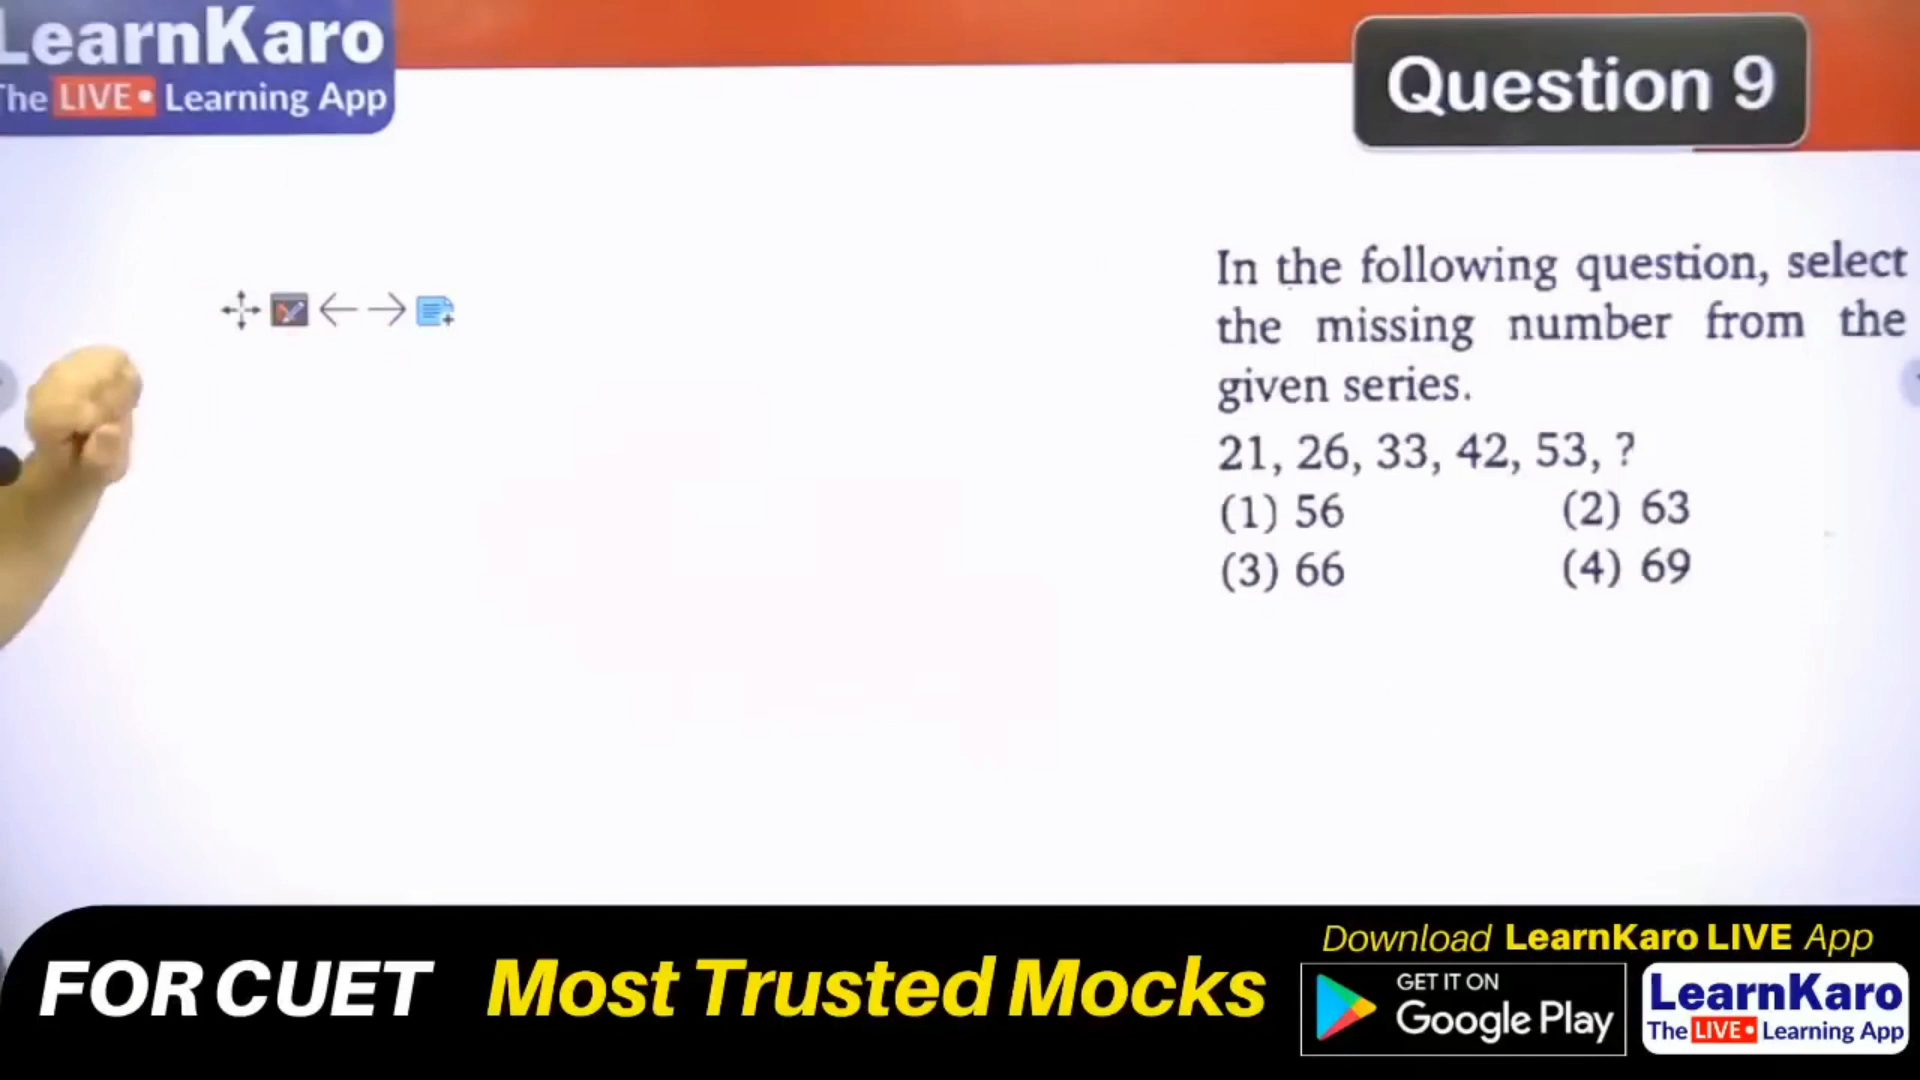 LearnKaro
The LIVE • Learning App
Question 9
In the following question, select
the missing number from the
given series.
21, 26, 33, 42, 53, ?
(1) 56 (2) 63
(3) 66 (4) 69
FOR CUET Most Trusted Mocks
Download LearnKaro LIVE App
GET IT ON
Google Play
LearnKaro
The LIVE • Learning App